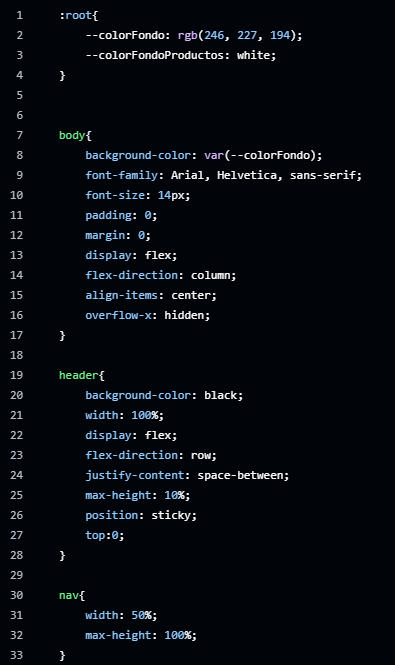 1 :root{
2 --colorFondo: rgb(246, 227, 194);
3 --colorFondoProductos: white;
4 }
5
6
7 body{
8 background-color: var(--colorFondo);
9 font-family: Arial, Helvetica, sans-serif;
10 font-size: 14px;
11 padding: 0;
12 margin: 0;
13 display: flex;
14 flex-direction: column;
15 align-items: center;
16 overflow-x: hidden;
17 }
18
19 header{
20 background-color: black;
21 width: 100%;
22 display: flex;
23 flex-direction: row;
24 justify-content: space-between;
25 max-height: 10%;
26 position: sticky;
27 top:0;
28 }
29
30 nav{
31 width: 50%;
32 max-height: 100%;
33 }